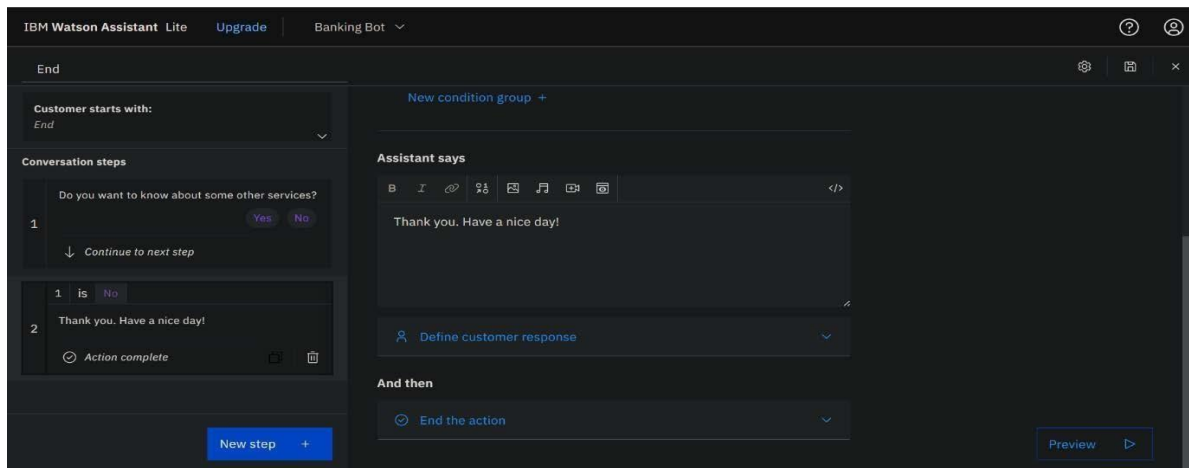 IBM Watson Assistant Lite Upgrade Banking Bot
End
Customer starts with:
End
Conversation steps
1
Do you want to know about some other services?
Yes No
Continue to next step
2
1 is No
Thank you. Have a nice day!
Action complete
New step +
New condition group +
Assistant says
B I </>
Thank you. Have a nice day!
Define customer response
And then
End the action
Preview